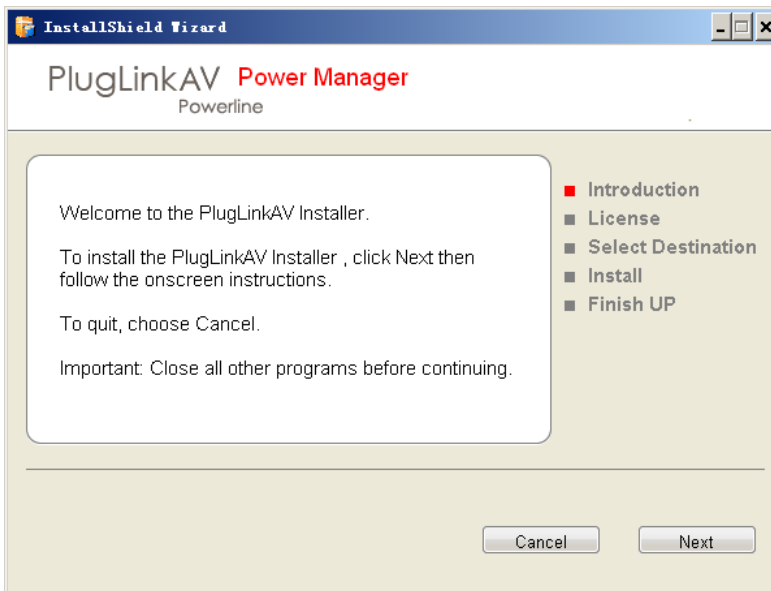 InstallShield Wizard
PlugLinkAV Power Manager
Powerline
Welcome to the PlugLinkAV Installer.
To install the PlugLinkAV Installer , click Next then
follow the onscreen instructions.
To quit, choose Cancel.
Important: Close all other programs before continuing.
Introduction
License
Select Destination
Install
Finish UP
Cancel
Next